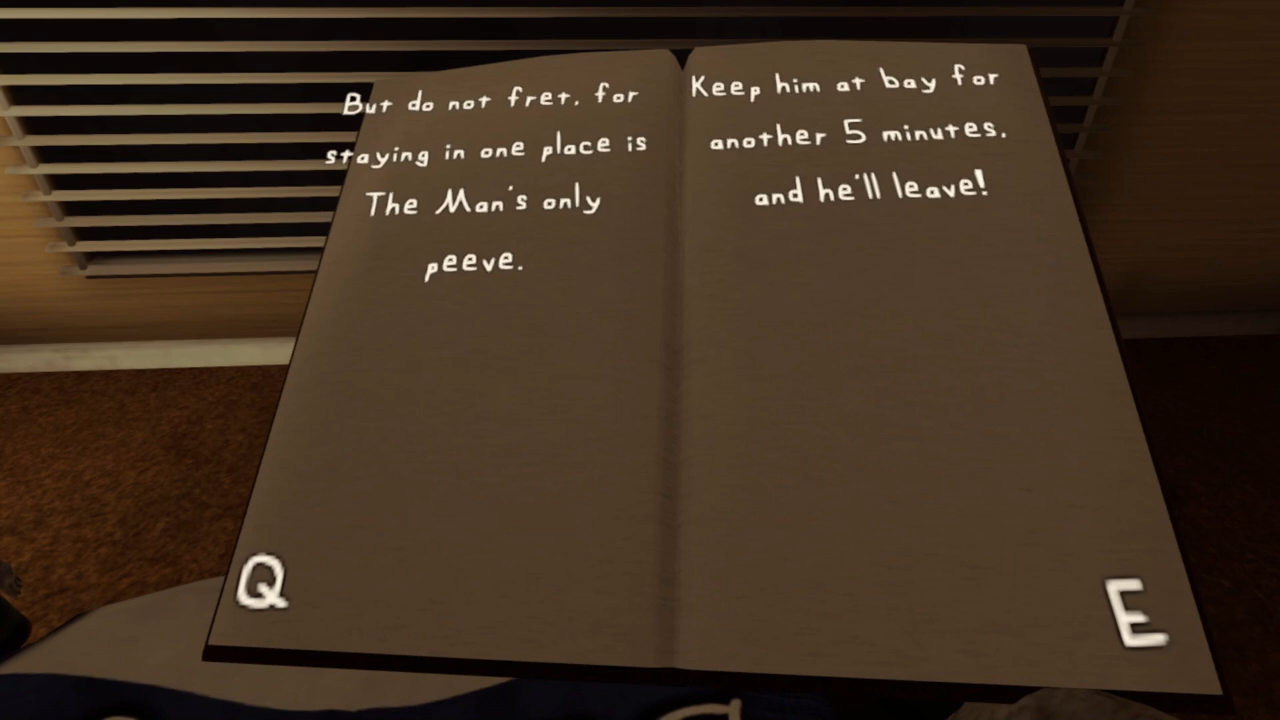 But do not fret. for
staying in one place is
The Man's only
peeve.
Keep him at bay for
another 5 minutes.
and he'll leave!
Q
E